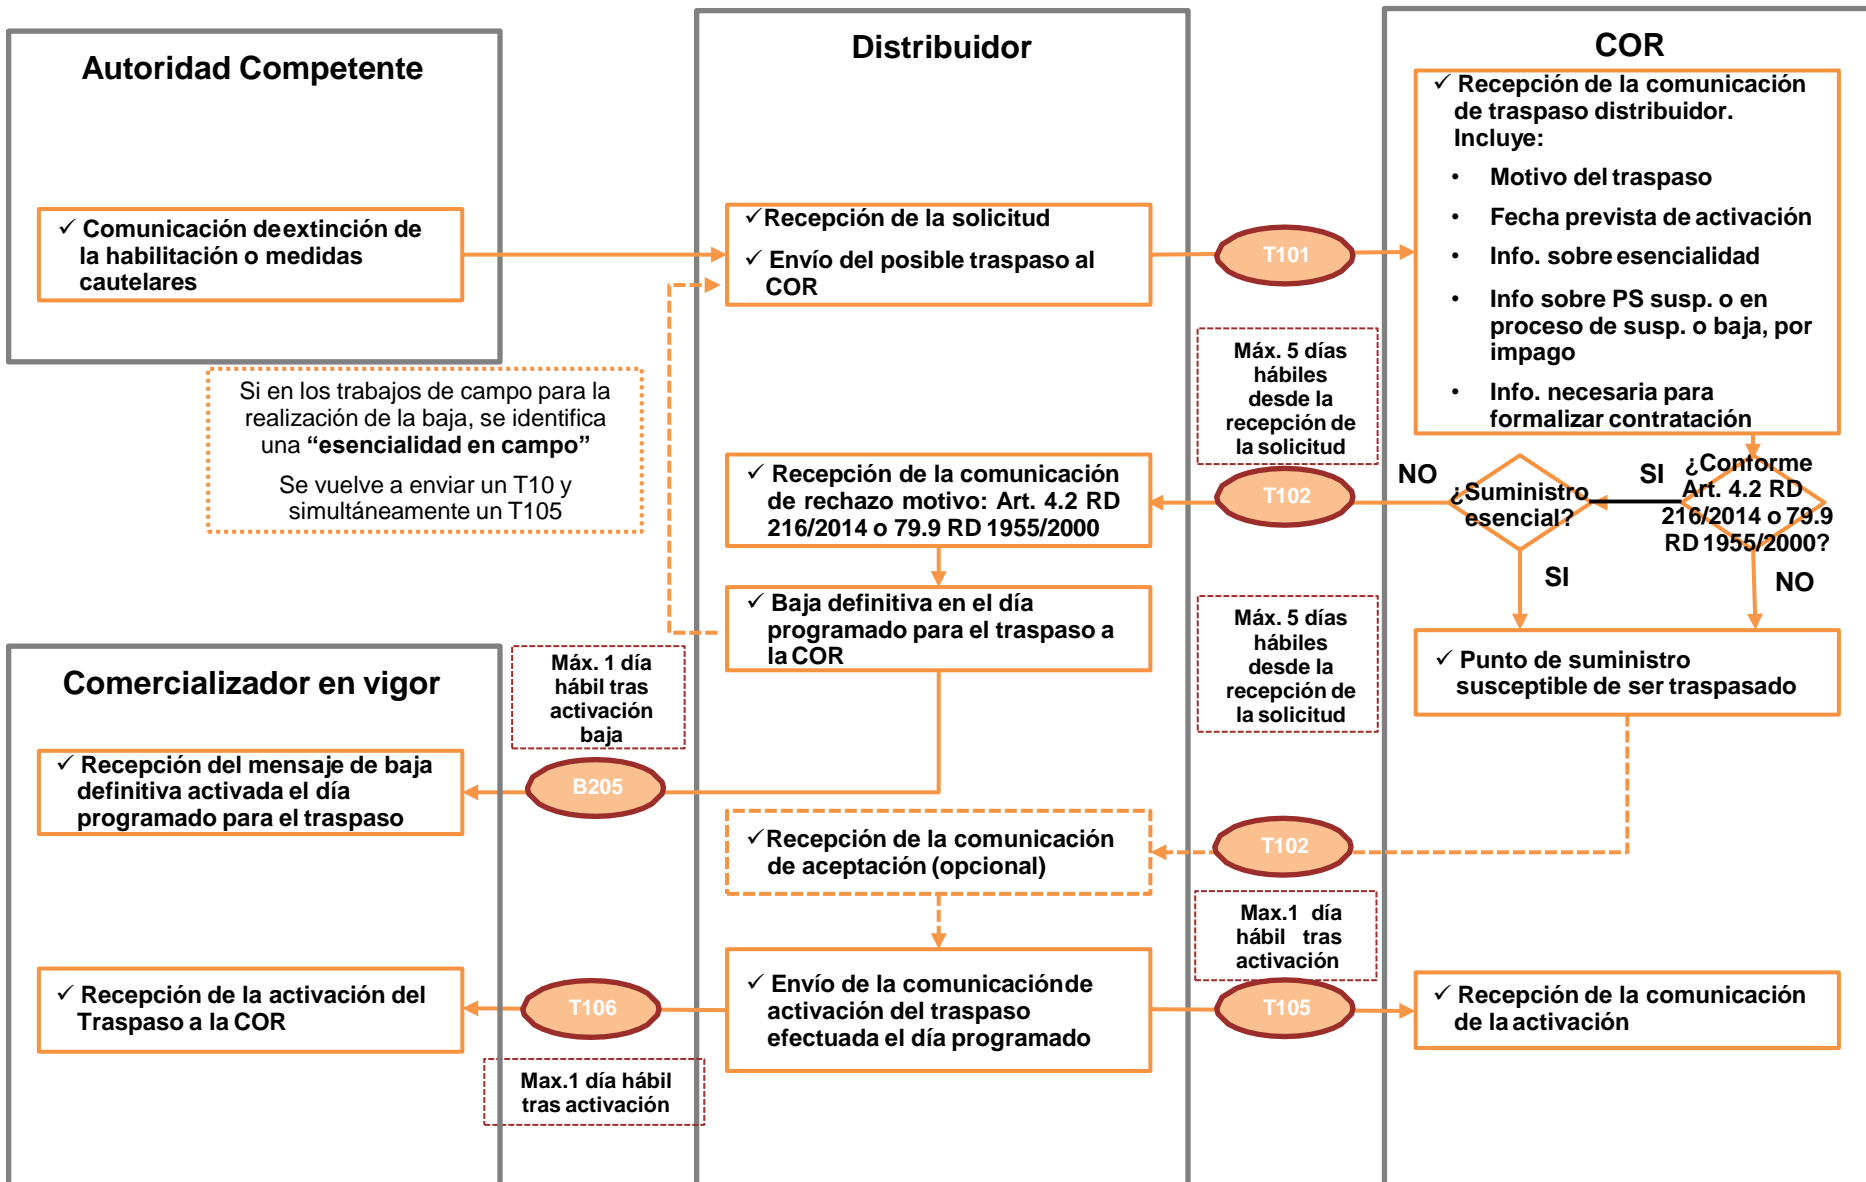 Autoridad Competente
✓ Comunicación de extinción de
la habilitación o medidas
cautelares
Si en los trabajos de campo para la
realización de la baja, se identifica
una “esencialidad en campo”
Se vuelve a enviar un T10 y
simultáneamente un T105
Comercializador en vigor
✓ Recepción del mensaje de baja
definitiva activada el día
programado para el traspaso
✓ Recepción de la activación del
Traspaso a la COR
Máx. 1 día
hábil tras
activación
baja
B205
T106
Max.1 día hábil
tras activación
Distribuidor
✓ Recepción de la solicitud
✓ Envío del posible traspaso al
COR
✓ Recepción de la comunicación
de rechazo motivo: Art. 4.2 RD
216/2014 o 79.9 RD 1955/2000
✓ Baja definitiva en el día
programado para el traspaso a
la COR
✓ Recepción de la comunicación
de aceptación (opcional)
✓ Envío de la comunicación de
activación del traspaso
efectuada el día programado
T101
Máx. 5 días
hábiles
desde la
recepción de
la solicitud
T102
Máx. 5 días
hábiles
desde la
recepción de
la solicitud
T102
Max.1 día
hábil tras
activación
T105
COR
✓ Recepción de la comunicación
de traspaso distribuidor.
Incluye:
• Motivo del traspaso
• Fecha prevista de activación
• Info. sobre esencialidad
• Info sobre PS susp. o en
proceso de susp. o baja, por
impago
• Info. necesaria para
formalizar contratación
¿Conforme
Art. 4.2 RD
216/2014 o 79.9
RD 1955/2000?
SI
NO
¿Suministro
esencial?
NO
SI
✓ Punto de suministro
susceptible de ser traspasado
✓ Recepción de la comunicación
de la activación